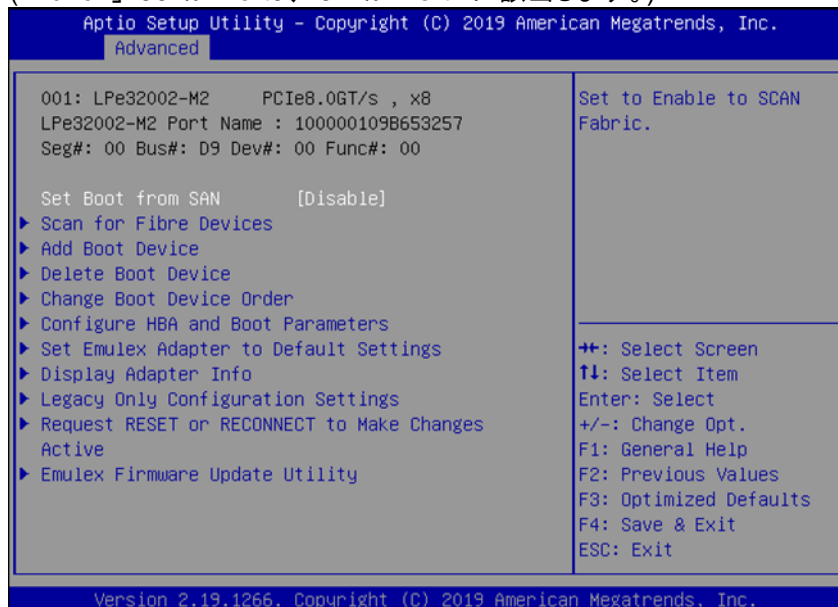 Aptio Setup Utility – Copyright (C) 2019 American Megatrends, Inc.
Advanced
001: LPe32002-M2 PCIe8.0GT/s , x8
LPe32002-M2 Port Name : 100000109B653257
Seg#: 00 Bus#: D9 Dev#: 00 Func#: 00
Set Boot from SAN [Disable]
Scan for Fibre Devices
Add Boot Device
Delete Boot Device
Change Boot Device Order
Configure HBA and Boot Parameters
Set Emulex Adapter to Default Settings
Display Adapter Info
Legacy Only Configuration Settings
Request RESET or RECONNECT to Make Changes
Active
Emulex Firmware Update Utility
Set to Enable to SCAN
Fabric.
→←: Select Screen
↑↓: Select Item
Enter: Select
+/-: Change Opt.
F1: General Help
F2: Previous Values
F3: Optimized Defaults
F4: Save & Exit
ESC: Exit
Version 2.19.1266. Copyright (C) 2019 American Megatrends, Inc.